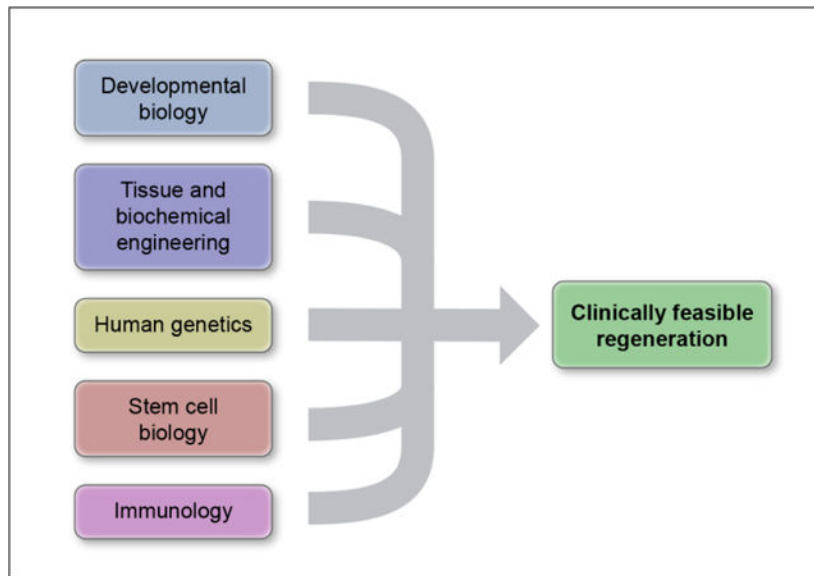 Developmental
biology
Tissue and
biochemical
engineering
Human genetics
Stem cell
biology
Immunology
Clinically feasible
regeneration